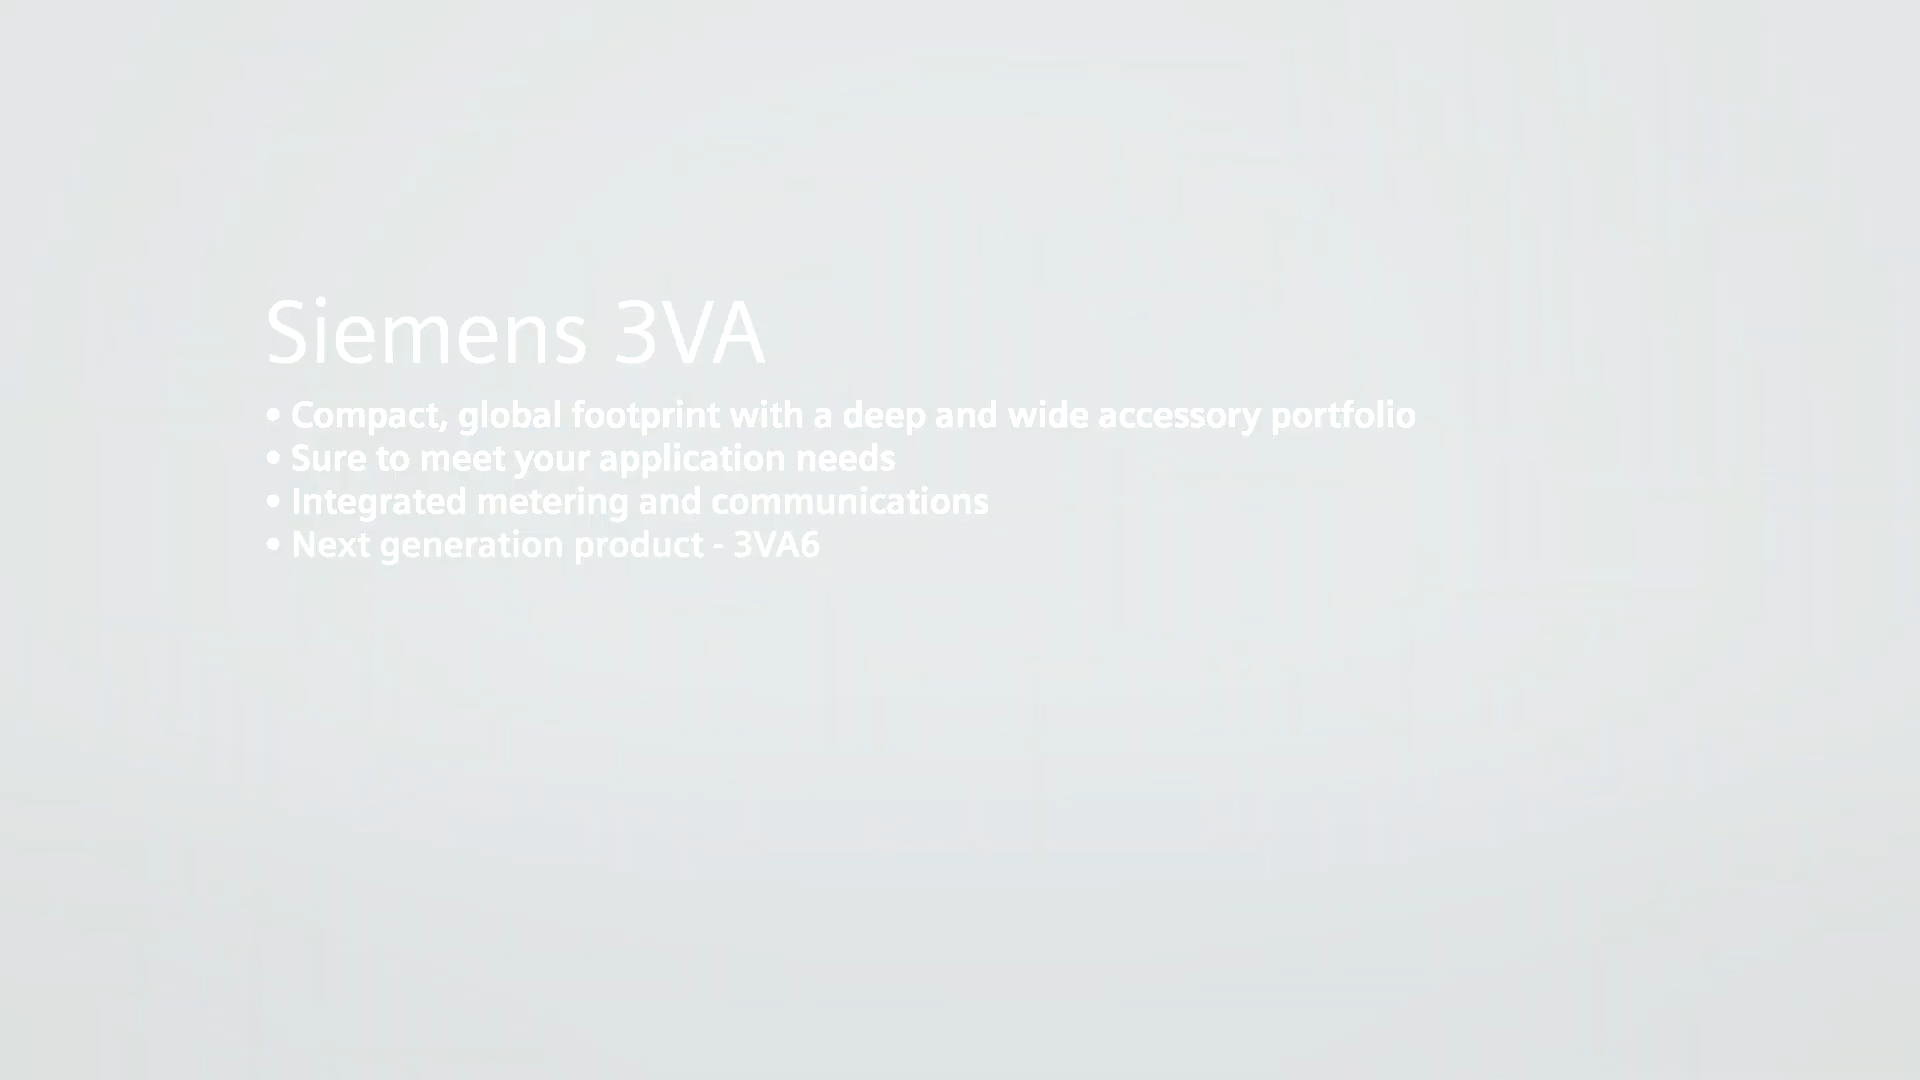 Siemens 3VA
• Compact, global footprint with a deep and wide accessory portfolio
• Sure to meet your application needs
• Integrated metering and communications
• Next generation product - 3VA6